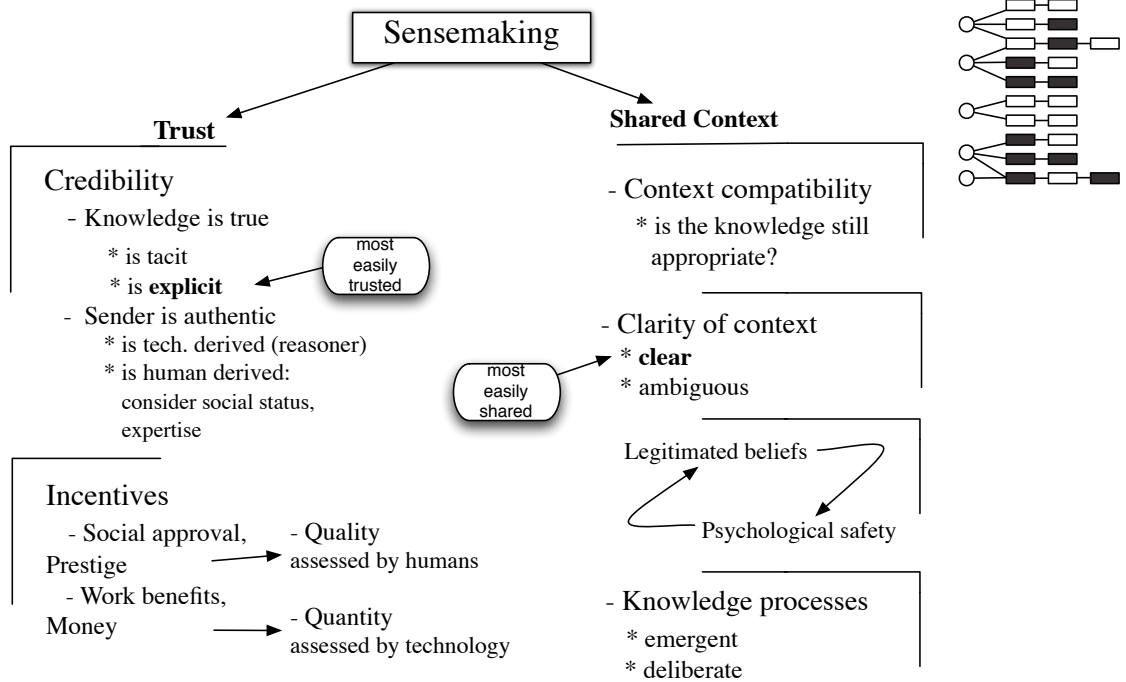 Sensemaking
Trust
Credibility
- Knowledge is true
* is tacit
* is explicit
most
easily
trusted
- Sender is authentic
* is tech. derived (reasoner)
* is human derived:
consider social status,
expertise
Incentives
- Social approval,
Prestige
- Quality
assessed by humans
- Work benefits,
Money
- Quantity
assessed by technology
Shared Context
- Context compatibility
* is the knowledge still
appropriate?
- Clarity of context
* clear
* ambiguous
most
easily
shared
Legitimated beliefs
Psychological safety
- Knowledge processes
* emergent
* deliberate